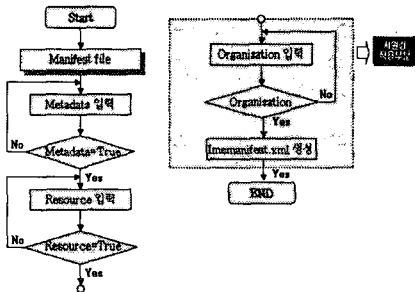 Start
Manifest file
Metadata 입력
Metadata=True
No
Yes
Resource 입력
Resource=True
No
Yes
Organization 입력
Organization
No
Yes
Imsmanifest.xml 생성
Yes
END